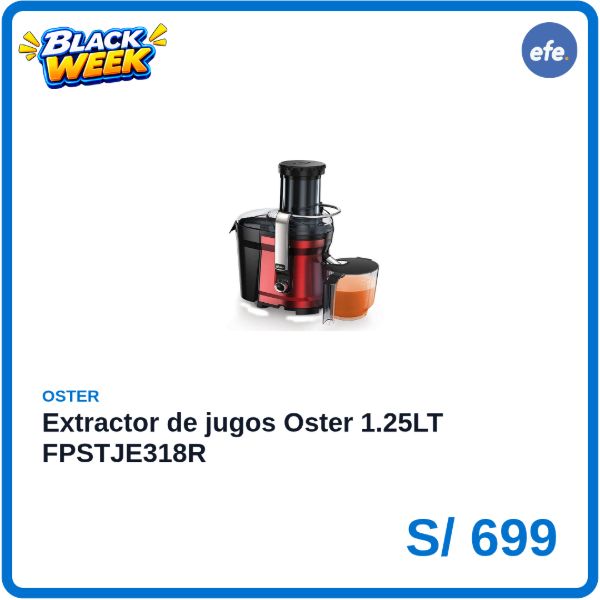 BLACK
WEEK
efe.
OSTER
Extractor de jugos Oster 1.25LT
FPSTJE318R
S/ 699